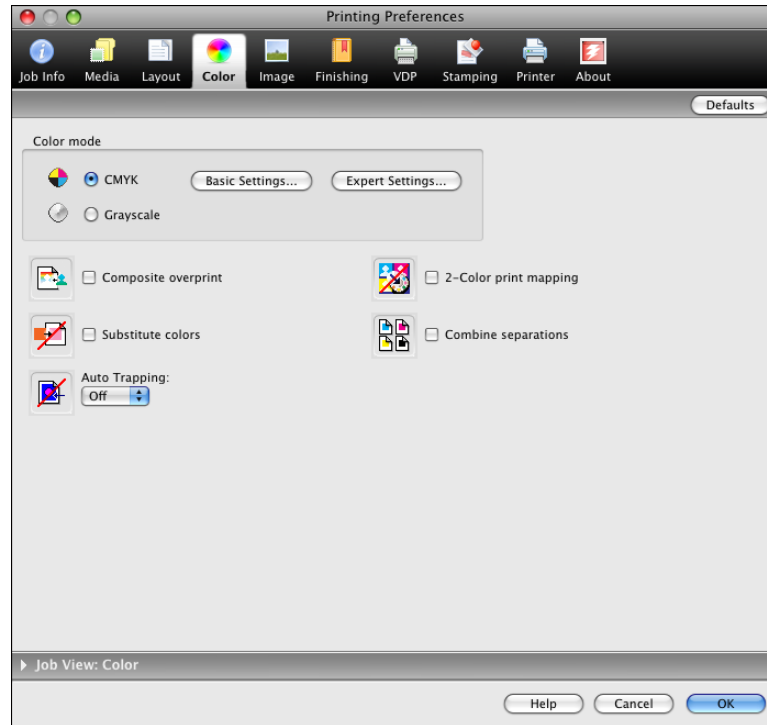 Printing Preferences
Job Info Media Layout Color Image Finishing VDP Stamping Printer About
Defaults
Color mode
CMYK Basic Settings... Expert Settings...
Grayscale
Composite overprint 2-Color print mapping
Substitute colors Combine separations
Auto Trapping:
Off
Job View: Color
Help Cancel OK